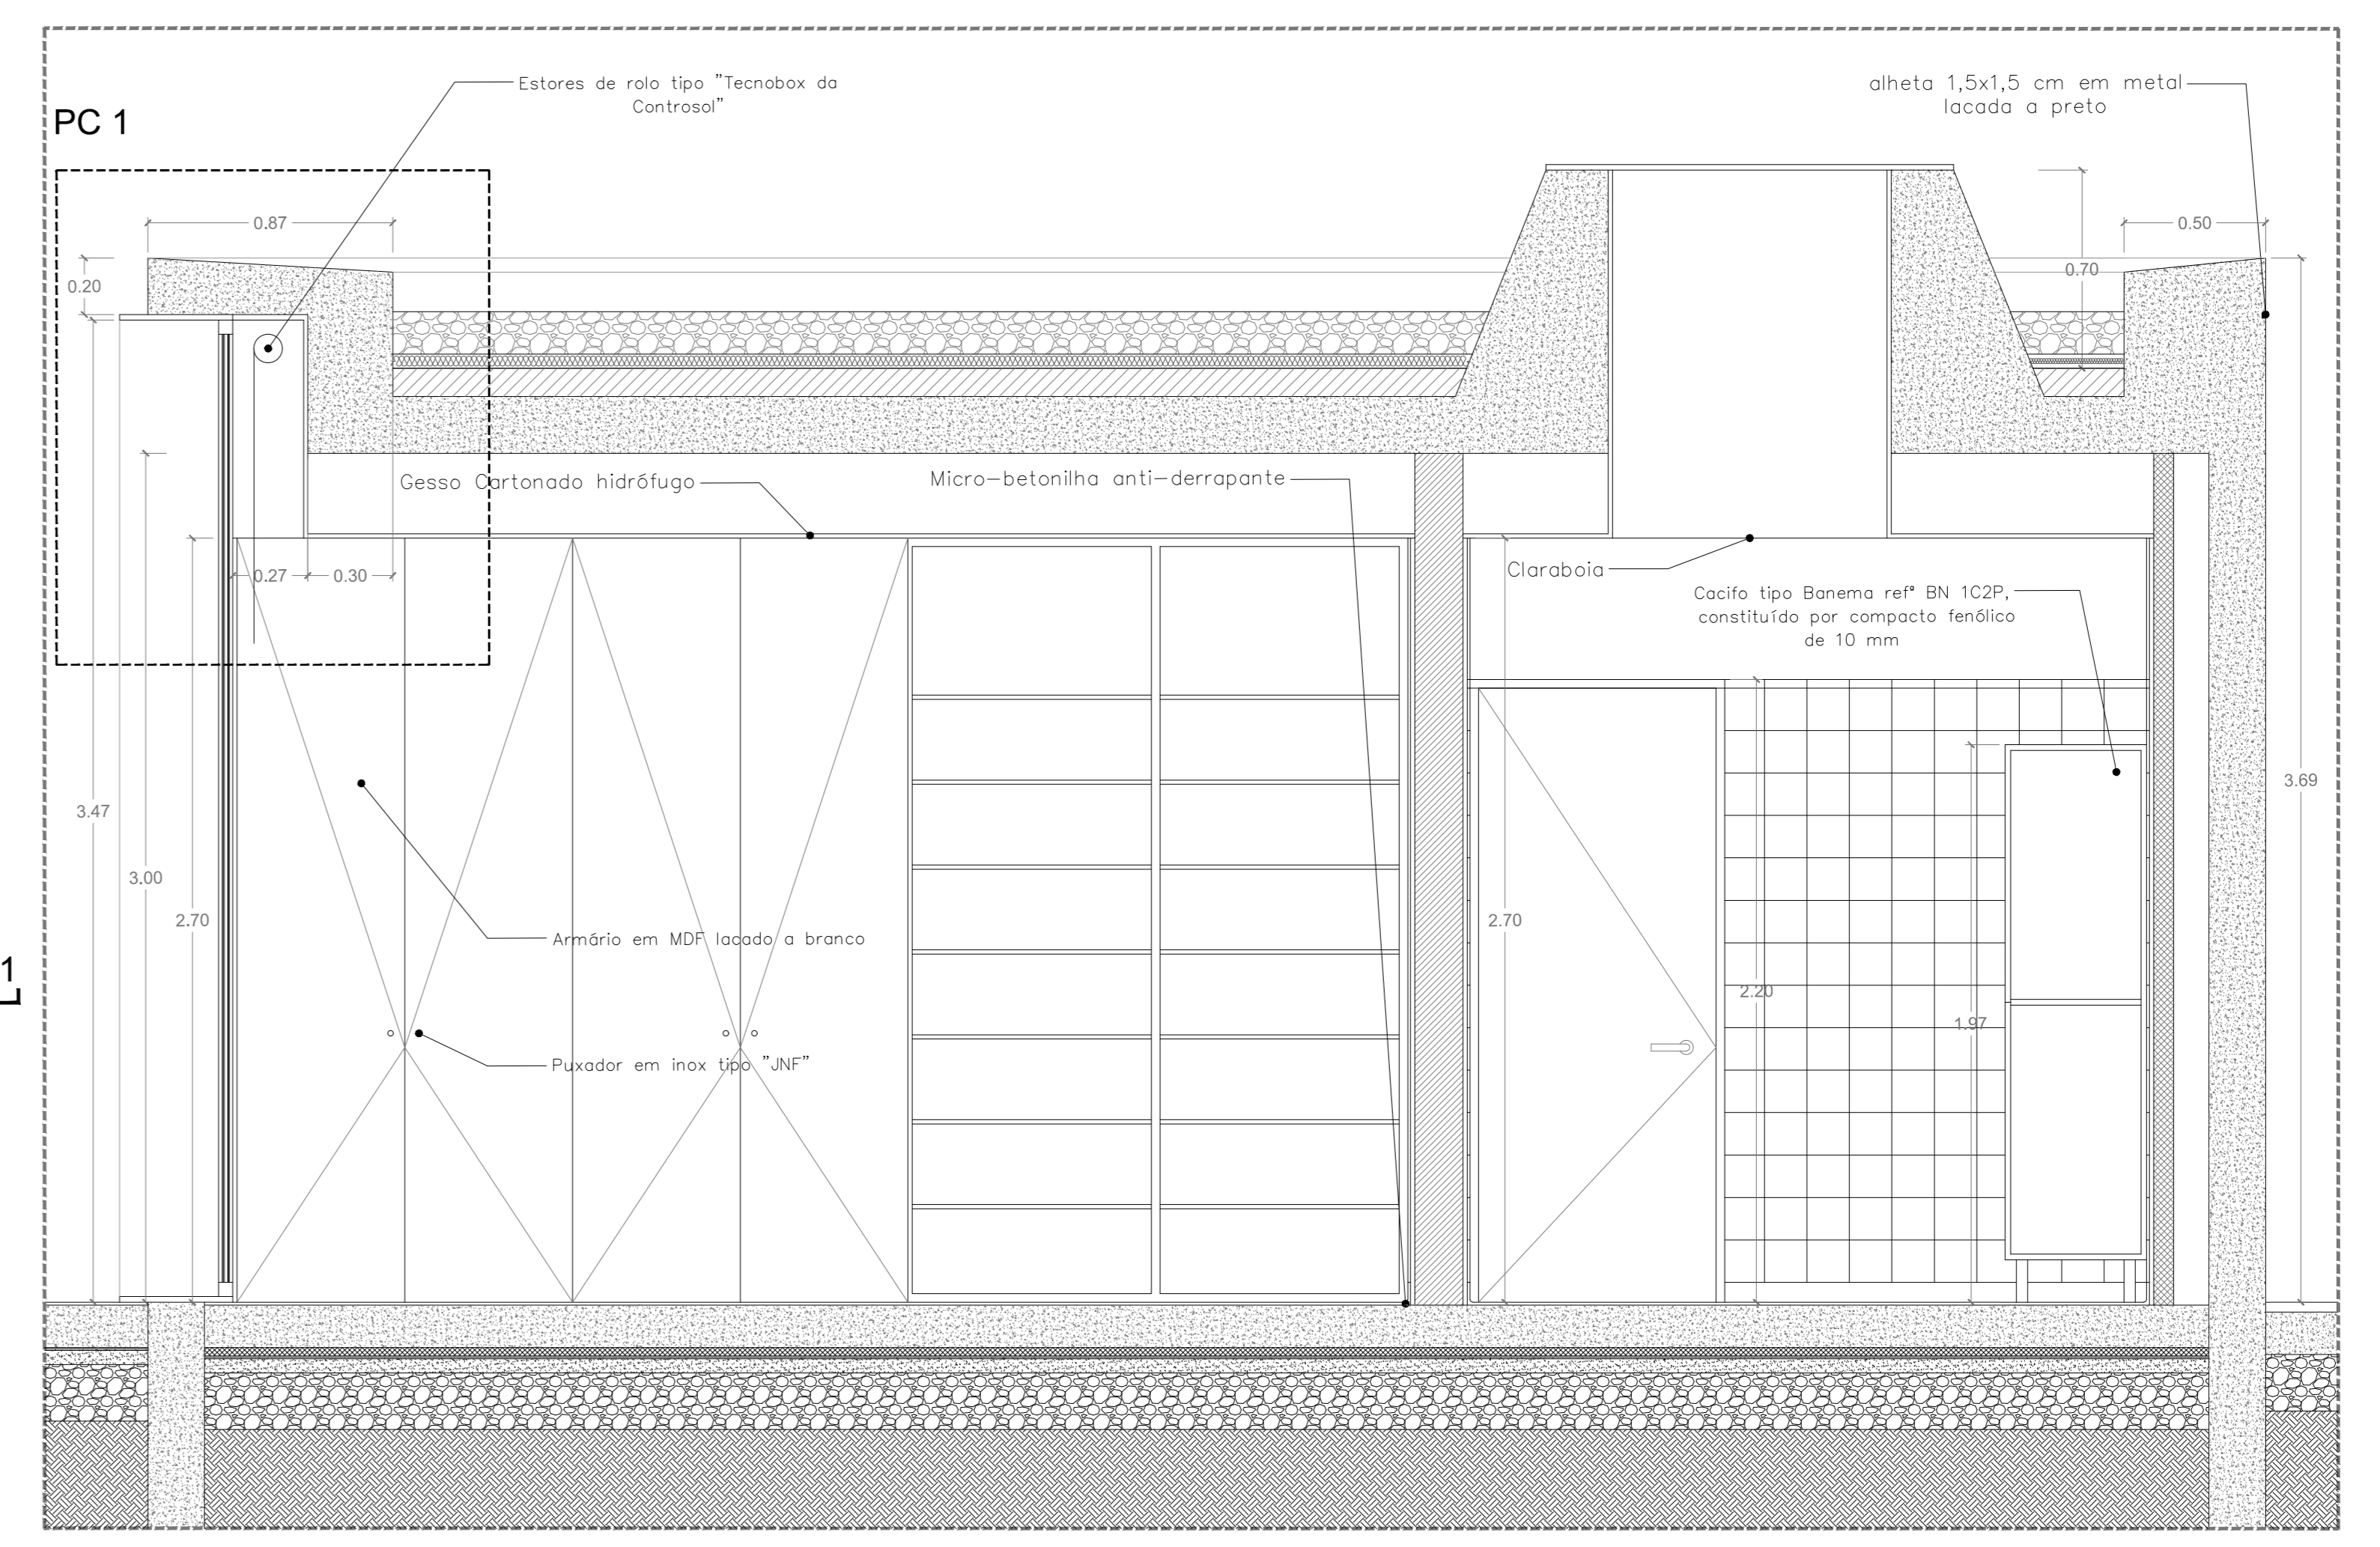 Estores de rolo tipo "Tecnobox da
Controsol"
alheta 1,5x1,5 cm em metal
lacada a preto
PC 1
0.87
0.50
0.20
0.70
Gesso Cartonado hidrófugo
Micro-betonilha anti-derrapante
Claraboia
0.27
0.30
Cacifo tipo Banema refª BN 1C2P,
constituído por compacto fenólico
de 10 mm
3.47
3.00
2.70
3.69
2.70
Armário em MDF lacado a branco
1
2.20
1.97
Puxador em inox tipo "JNF"